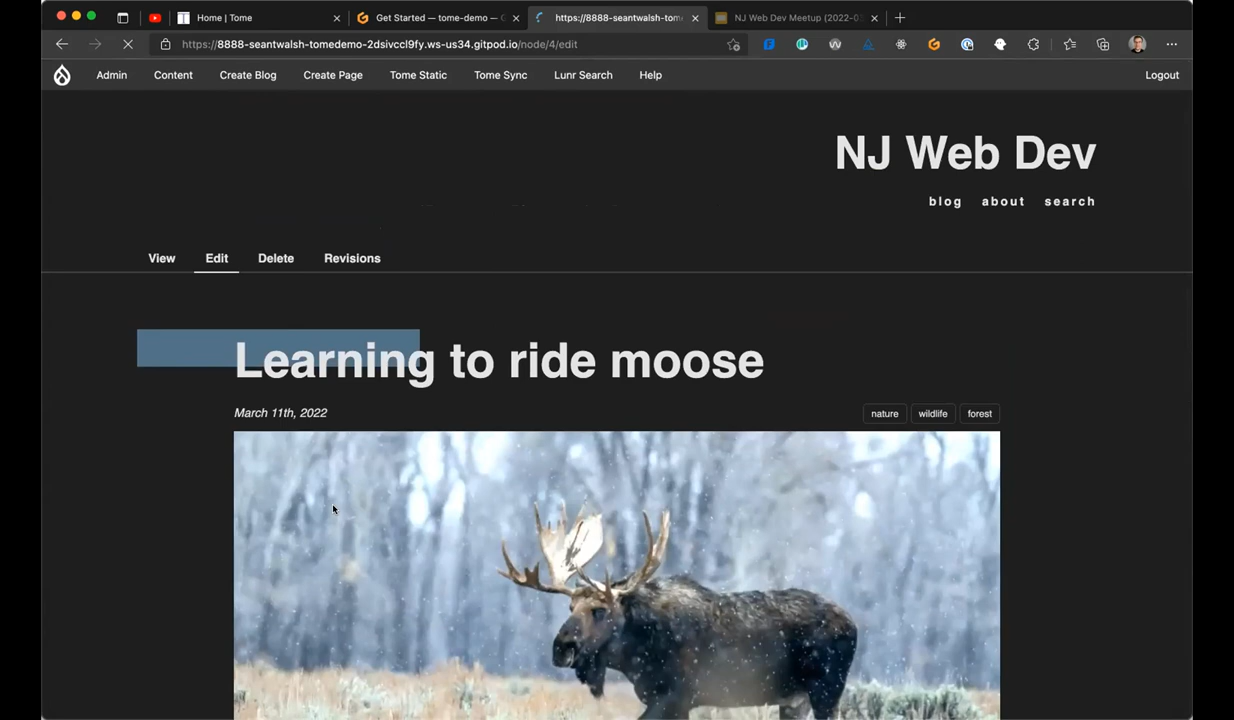 Home | Tome
Get Started — tome-demo — G
https://8888-seantwalsh-tome
NJ Web Dev Meetup (2022-0
https://8888-seantwalsh-tomedemo-2dsivccl9fy.ws-us34.gitpod.io/node/4/edit
Admin Content Create Blog Create Page Tome Static Tome Sync Lunr Search Help Logout
NJ Web Dev
blog about search
View Edit Delete Revisions
Learning to ride moose
March 11th, 2022
nature wildlife forest